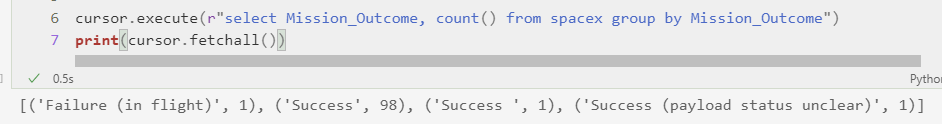 6 cursor.execute(r"select Mission_Outcome, count() from spacex group by Mission_Outcome")
7 print(cursor.fetchall())
0.5s Pytho
[('Failure (in flight)', 1), ('Success', 98), ('Success ', 1), ('Success (payload status unclear)', 1)]